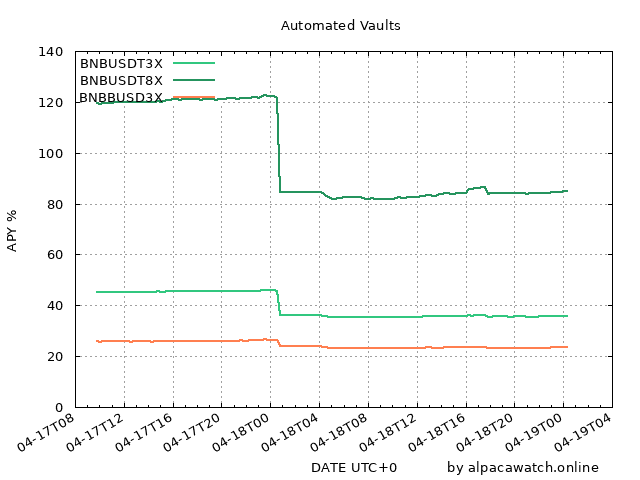 Automated Vaults
140
BNBUSDT3X
BNBUSDT8X
BNBBUSD3X
120
100
80
60
40
20
0
APY %
04-17T08
04-17T12
04-17T16
04-17T20
04-18T00
04-18T04
04-18T08
04-18T12
04-18T16
04-18T20
04-19T00
04-19T04
DATE UTC+0
by alpacawatch.online